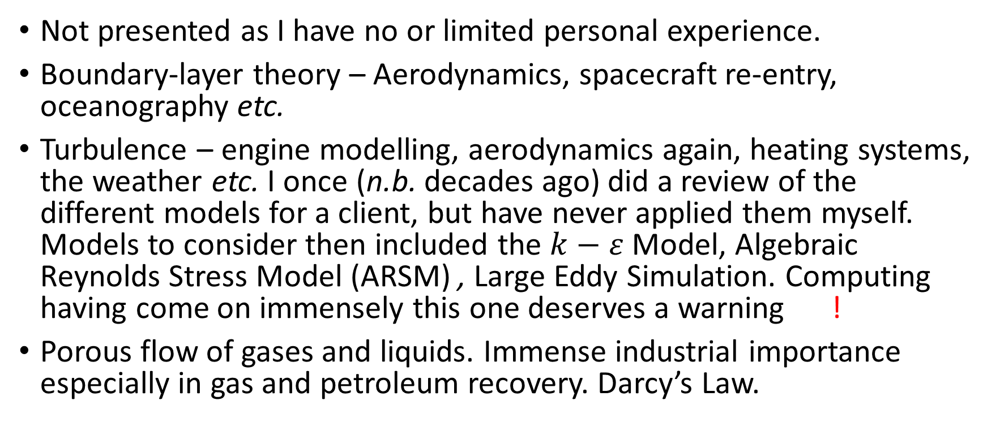 • Not presented as I have no or limited personal experience.
• Boundary-layer theory – Aerodynamics, spacecraft re-entry,
oceanography etc.
• Turbulence – engine modelling, aerodynamics again, heating systems,
the weather etc. I once (n.b. decades ago) did a review of the
different models for a client, but have never applied them myself.
Models to consider then included the k − ε Model, Algebraic
Reynolds Stress Model (ARSM) , Large Eddy Simulation. Computing
having come on immensely this one deserves a warning !
• Porous flow of gases and liquids. Immense industrial importance
especially in gas and petroleum recovery. Darcy’s Law.